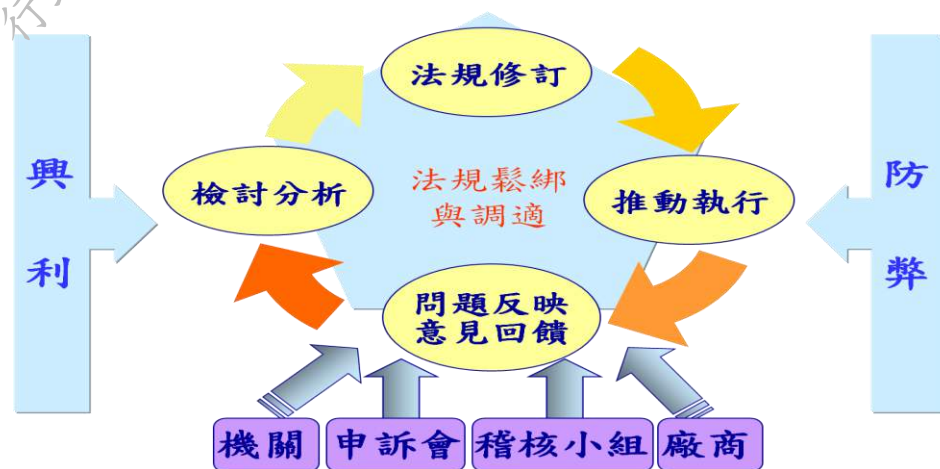 行
法規修訂
興利
檢討分析
法規鬆綁
與調適
推動執行
防弊
問題反映
意見回饋
機關
申訴會
稽核小組
廠商